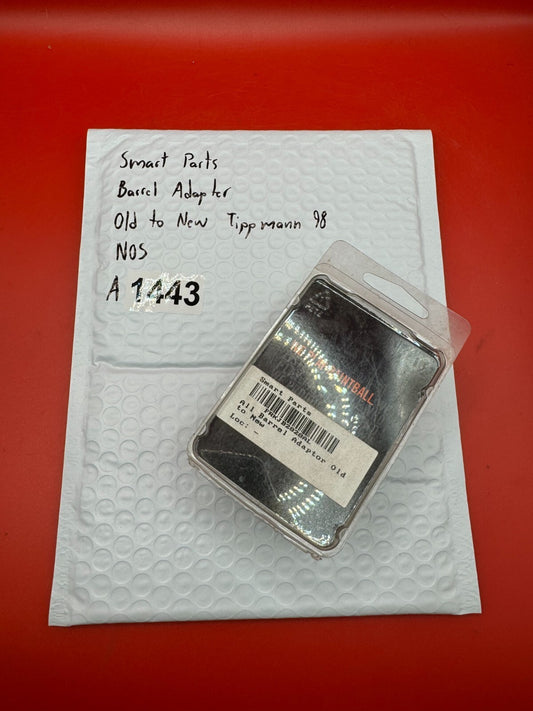 Smart Parts
Barrel Adapter
Old to New Tippmann 98
NOS
A 1443
Smart Parts
All Barrel Adaptor Old
to New
Loc: -